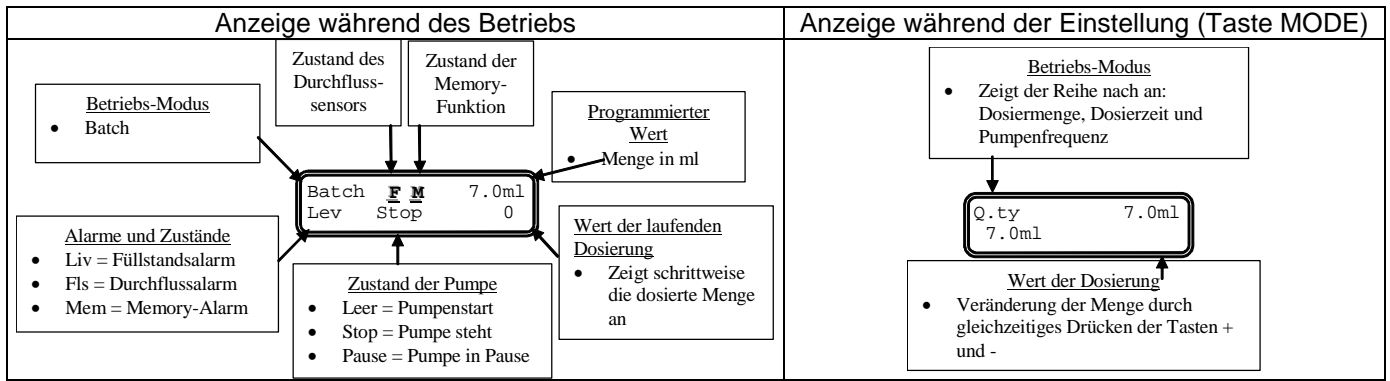 Anzeige während des Betriebs
Anzeige während der Einstellung (Taste MODE)
Zustand des
Durchfluss-
sensors
Zustand der
Memory-
Funktion
Betriebs-Modus
• Batch
Programmierter
Wert
• Menge in ml
Batch F M 7.0ml
Lev Stop 0
Alarme und Zustände
• Liv = Füllstandsalarm
• Fls = Durchflussalarm
• Mem = Memory-Alarm
Zustand der Pumpe
• Leer = Pumpenstart
• Stop = Pumpe steht
• Pause = Pumpe in Pause
Wert der laufenden
Dosierung
• Zeigt schrittweise
die dosierte Menge
an
Betriebs-Modus
• Zeigt der Reihe nach an:
Dosiermenge, Dosierzeit und
Pumpenfrequenz
Q.ty 7.0ml
7.0ml
Wert der Dosierung
• Veränderung der Menge durch
gleichzeitiges Drücken der Tasten +
und -